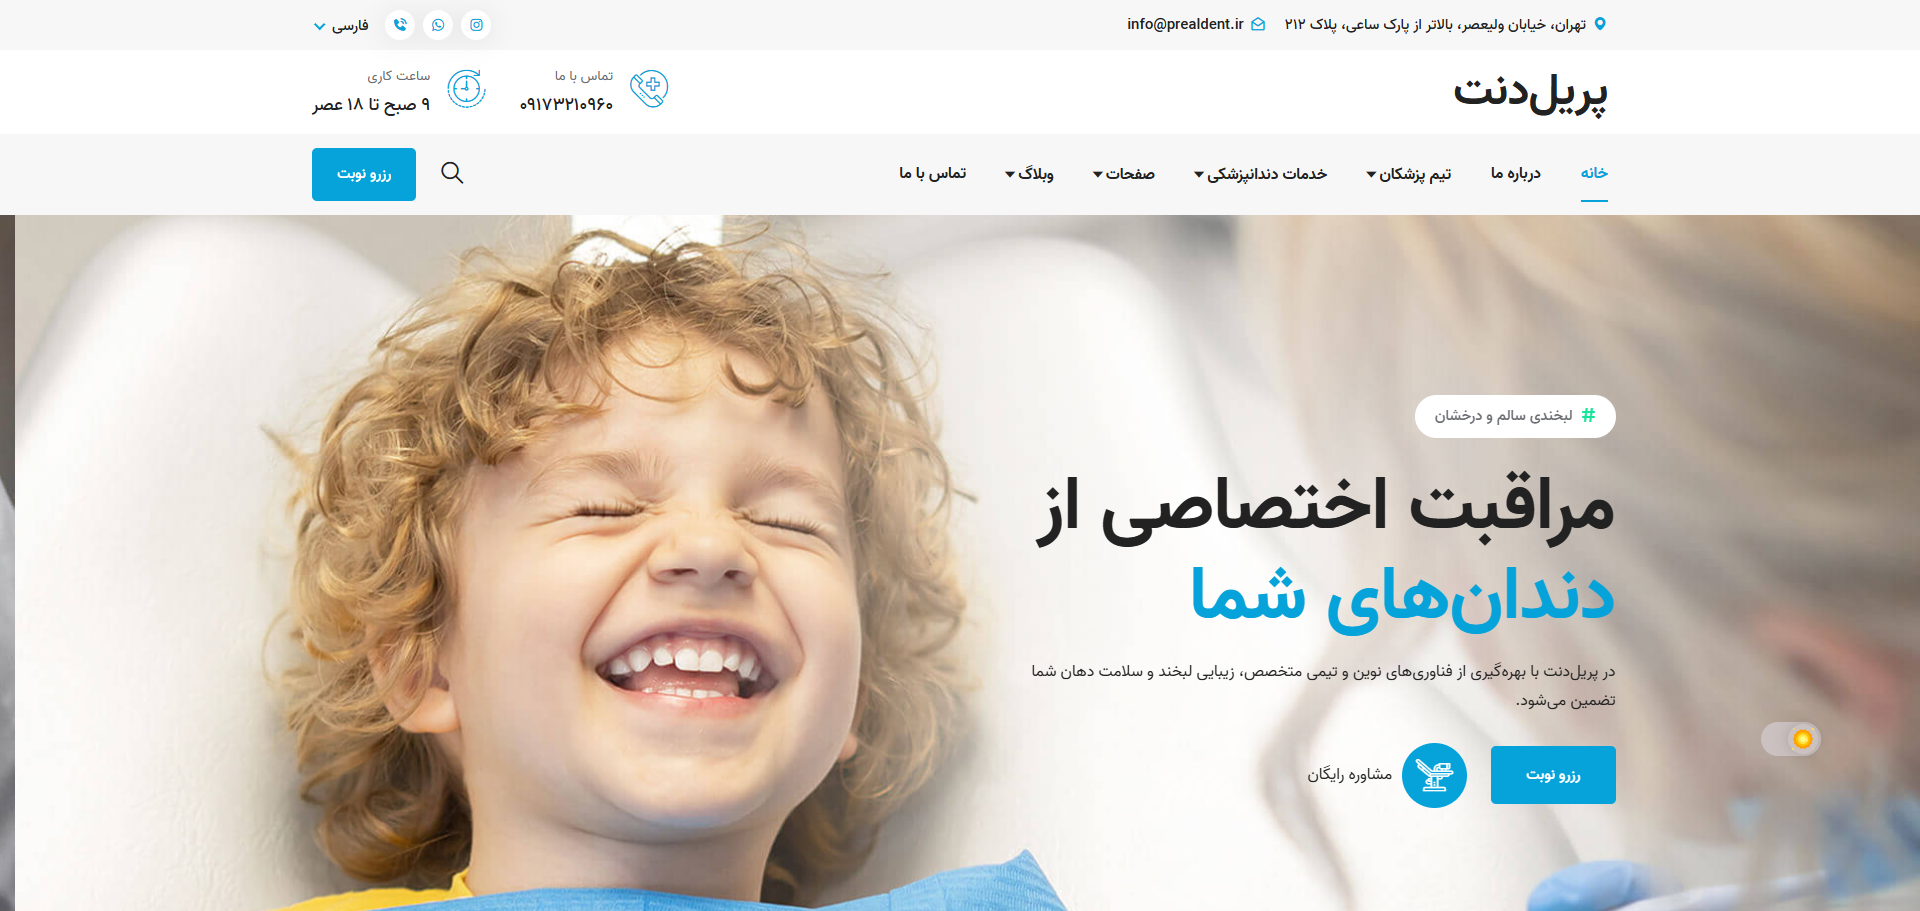 تهران، خیابان ولیعصر، بالاتر از پارک ساعی، پلاک ۲۱۲
info@prealdent.ir
فارسی
پریل‌دنت
تماس با ما
۰۹۱۷۳۲۱۰۹۶۰
ساعت کاری
۹ صبح تا ۱۸ عصر
خانه
درباره ما
تیم پزشکان
خدمات دندانپزشکی
صفحات
وبلاگ
تماس با ما
رزرو نوبت
# لبخندی سالم و درخشان
مراقبت اختصاصی از
دندان‌های شما
در پریل‌دنت با بهره‌گیری از فناوری‌های نوین و تیمی متخصص، زیبایی لبخند و سلامت دهان شما
تضمین می‌شود.
رزرو نوبت
مشاوره رایگان